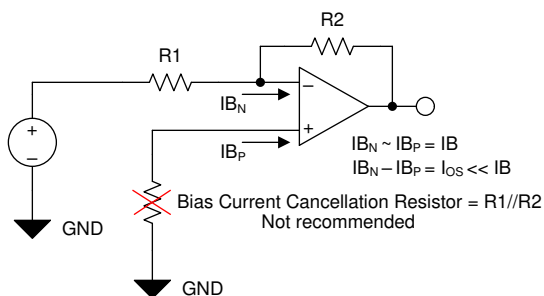 R2
R1
−
IB_N
+
−
+
IB_P
IB_N ~ IB_P = IB
IB_N − IB_P = I_OS << IB
Bias Current Cancellation Resistor = R1//R2
Not recommended
GND
GND